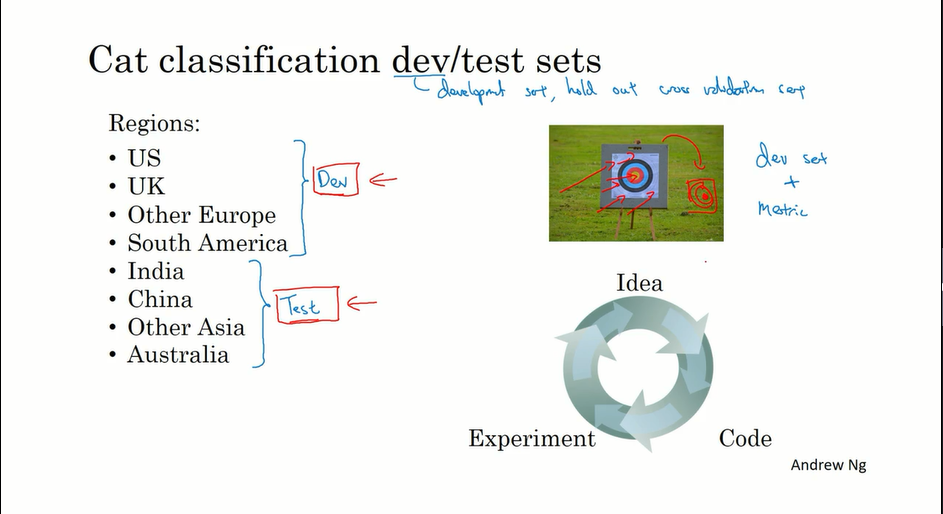 Cat classification dev/test sets
development set, hold out cross validation set
Regions:
• US
• UK
• Other Europe
• South America
• India
• China
• Other Asia
• Australia
Dev
Test
dev set
+
metric
Idea
Experiment
Code
Andrew Ng